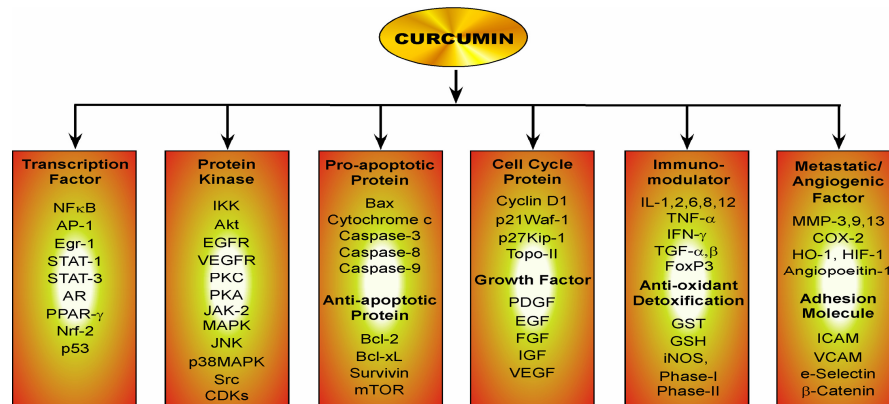 CURCUMIN
Transcription
Factor
NFκB
AP-1
Egr-1
STAT-1
STAT-3
AR
PPAR-γ
Nrf-2
p53
Protein
Kinase
IKK
Akt
EGFR
VEGFR
PKC
PKA
JAK-2
MAPK
JNK
p38MAPK
Src
CDKs
Pro-apoptotic
Protein
Bax
Cytochrome c
Caspase-3
Caspase-8
Caspase-9
Anti-apoptotic
Protein
Bcl-2
Bcl-xL
Survivin
mTOR
Cell Cycle
Protein
Cyclin D1
p21Waf-1
p27Kip-1
Topo-II
Growth Factor
PDGF
EGF
FGF
IGF
VEGF
Immuno-
modulator
IL-1,2,6,8,12
TNF-α
IFN-γ
TGF-α,β
FoxP3
Anti-oxidant
Detoxification
GST
GSH
iNOS,
Phase-I
Phase-II
Metastatic/
Angiogenic
Factor
MMP-3,9,13
COX-2
HO-1, HIF-1
Angiopoeitin-1
Adhesion
Molecule
ICAM
VCAM
e-Selectin
β-Catenin